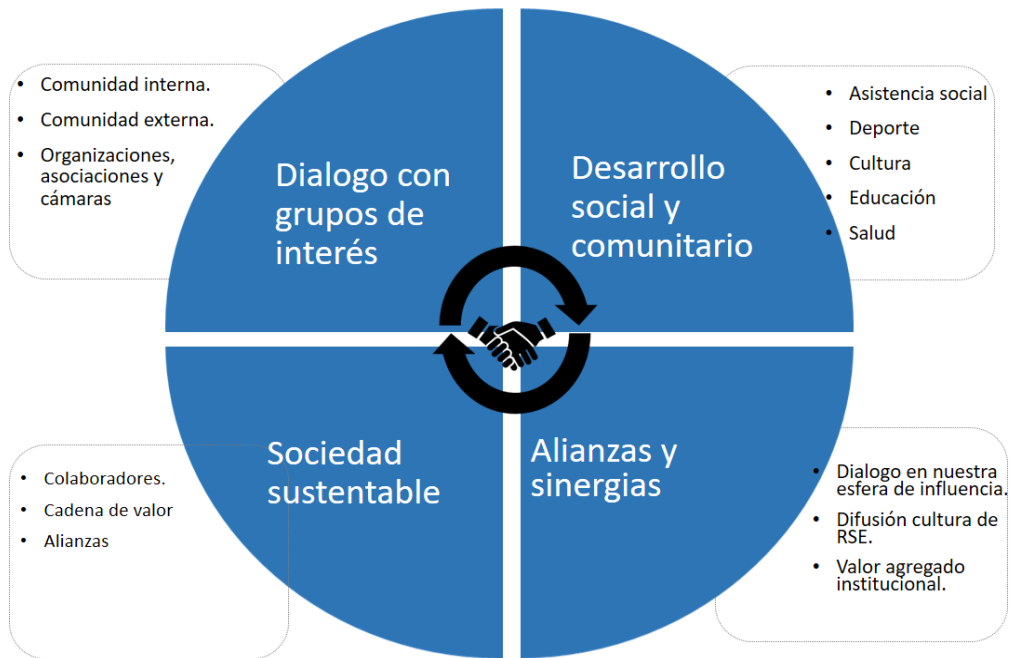 • Comunidad interna.
• Comunidad externa.
• Organizaciones,
asociaciones y
cámaras
Dialogo con
grupos de
interés
Desarrollo
social y
comunitario
• Asistencia social
• Deporte
• Cultura
• Educación
• Salud
• Colaboradores.
• Cadena de valor
• Alianzas
Sociedad
sustentable
Alianzas y
sinergias
• Dialogo en nuestra
esfera de influencia.
• Difusión cultura de
RSE.
• Valor agregado
institucional.